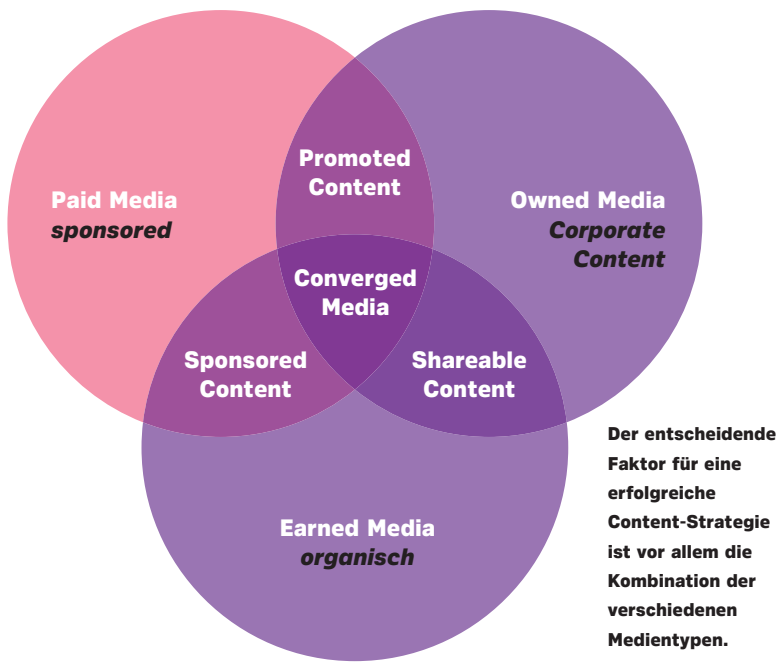 Promoted
Content
Paid Media
sponsored
Owned Media
Corporate
Content
Converged
Media
Sponsored
Content
Shareable
Content
Earned Media
organisch
Der entscheidende
Faktor für eine
erfolgreiche
Content-Strategie
ist vor allem die
Kombination der
verschiedenen
Medientypen.